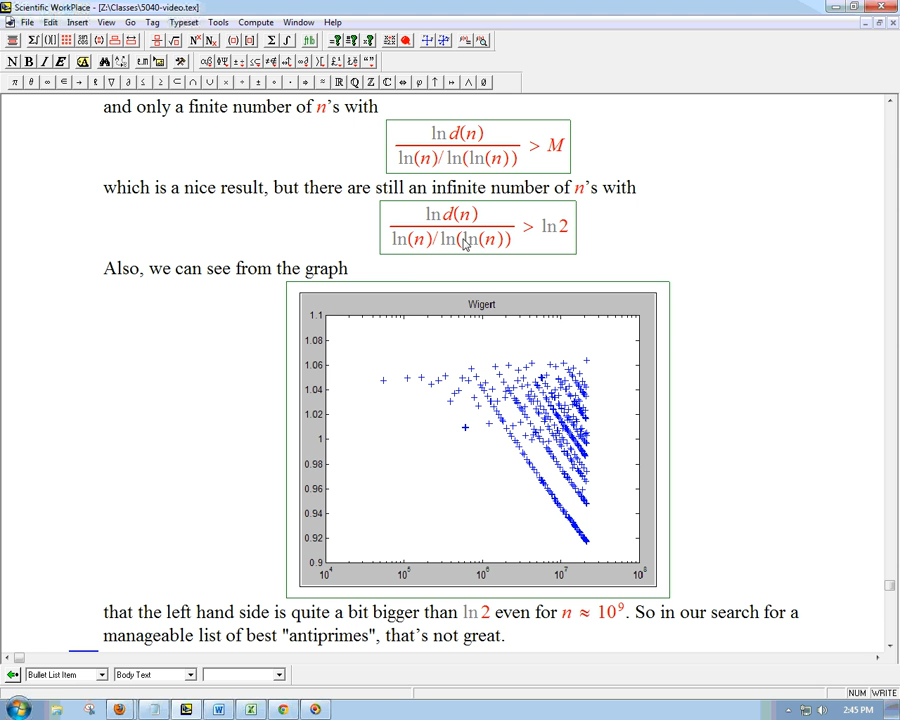 Scientific WorkPlace - [Z:\Classes\5040-video.tex]
File Edit Insert View Go Tag Typeset Tools Compute Window Help
and only a finite number of n's with
ln d(n)
ln(n)/ln(ln(n))
> M
which is a nice result, but there are still an infinite number of n's with
ln d(n)
ln(n)/ln(ln(n))
> ln 2
Also, we can see from the graph
Wigert
1.1
1.08
1.06
1.04
1.02
1
0.98
0.96
0.94
0.92
0.9
10^4 10^5 10^6 10^7 10^8
that the left hand side is quite a bit bigger than ln 2 even for n ≈ 10^9. So in our search for a
manageable list of best "antiprimes", that's not great.
Bullet List Item Body Text
NUM WRITE
2:45 PM